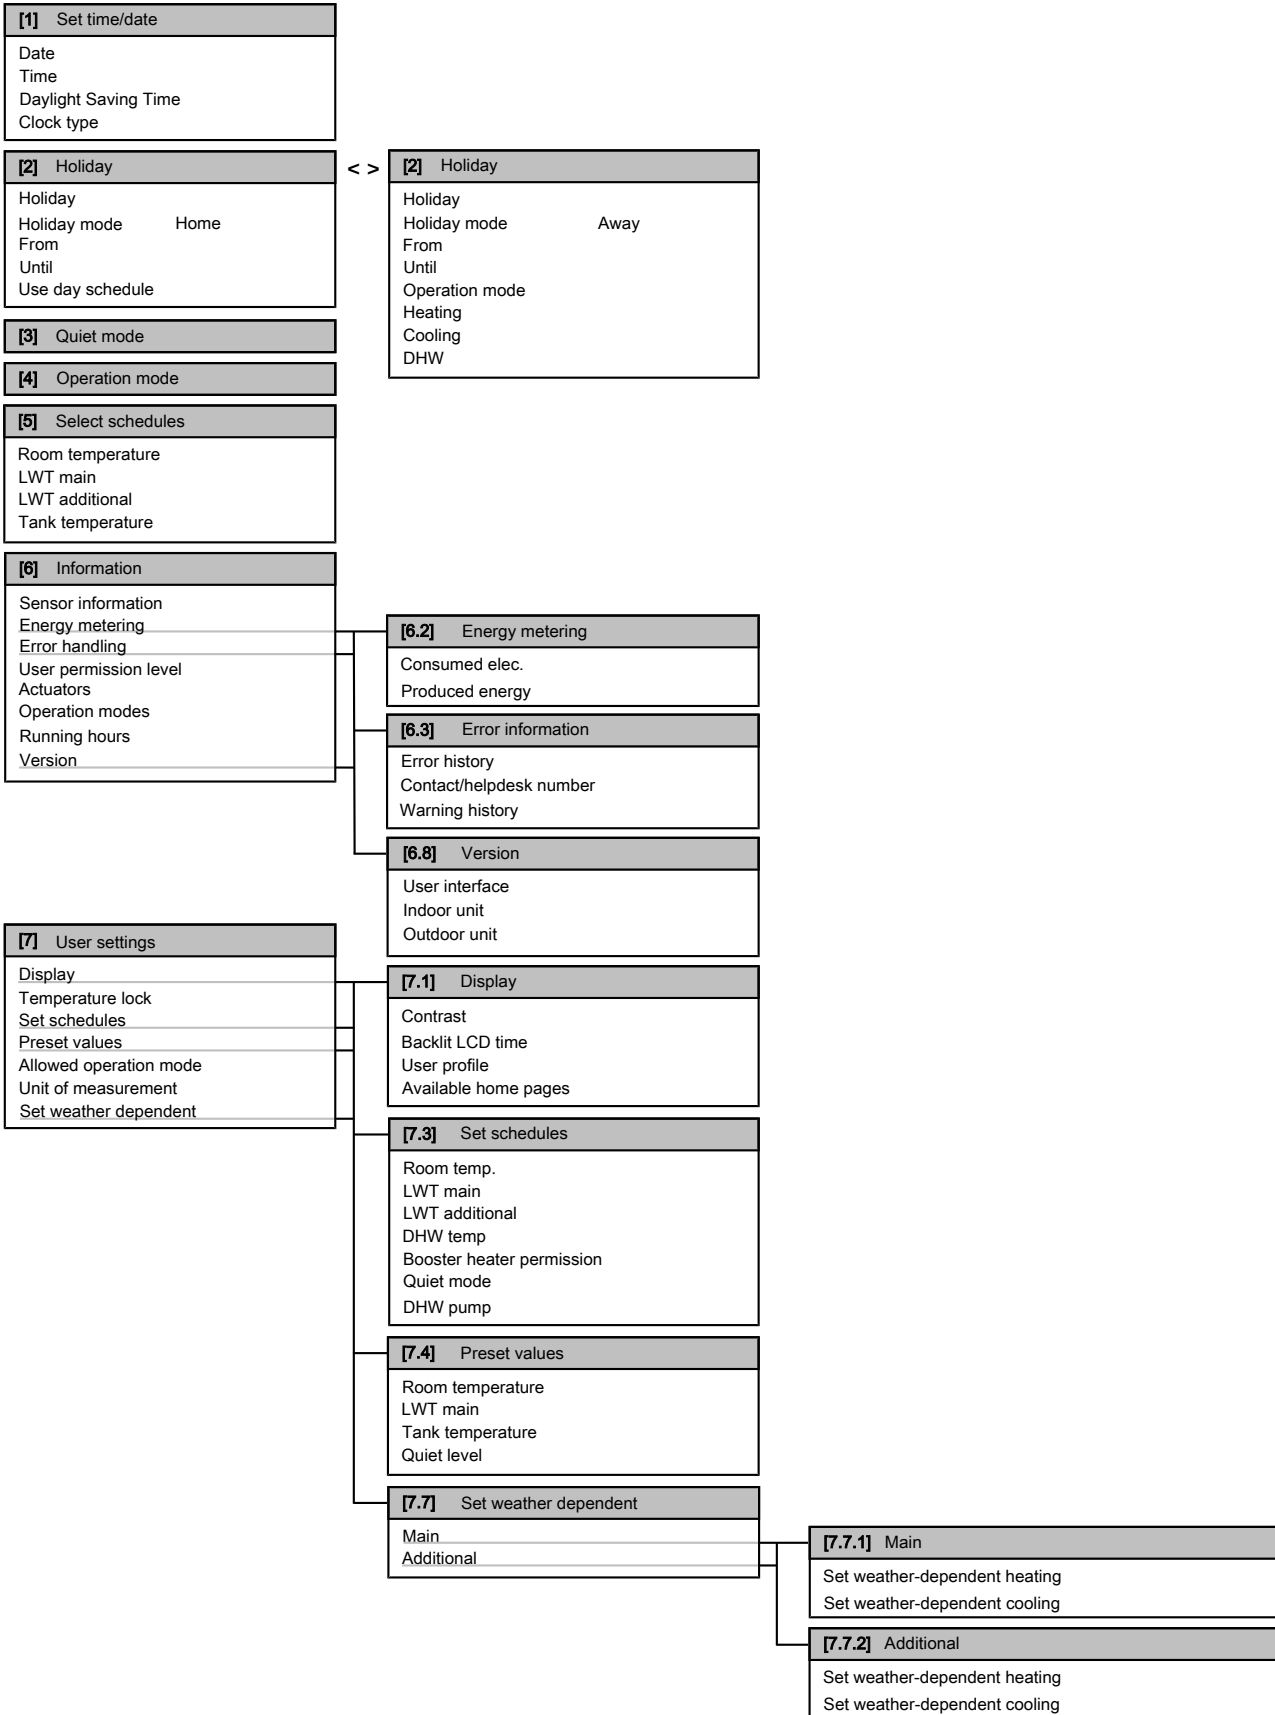 [1] Set time/date
Date
Time
Daylight Saving Time
Clock type
[2] Holiday
Holiday
Holiday mode Home
From
Until
Use day schedule
< >
[2] Holiday
Holiday
Holiday mode Away
From
Until
Operation mode
Heating
Cooling
DHW
[3] Quiet mode
[4] Operation mode
[5] Select schedules
Room temperature
LWT main
LWT additional
Tank temperature
[6] Information
Sensor information
Energy metering
Error handling
User permission level
Actuators
Operation modes
Running hours
Version
[6.2] Energy metering
Consumed elec.
Produced energy
[6.3] Error information
Error history
Contact/helpdesk number
Warning history
[6.8] Version
User interface
Indoor unit
Outdoor unit
[7] User settings
Display
Temperature lock
Set schedules
Preset values
Allowed operation mode
Unit of measurement
Set weather dependent
[7.1] Display
Contrast
Backlit LCD time
User profile
Available home pages
[7.3] Set schedules
Room temp.
LWT main
LWT additional
DHW temp
Booster heater permission
Quiet mode
DHW pump
[7.4] Preset values
Room temperature
LWT main
Tank temperature
Quiet level
[7.7] Set weather dependent
Main
Additional
[7.7.1] Main
Set weather-dependent heating
Set weather-dependent cooling
[7.7.2] Additional
Set weather-dependent heating
Set weather-dependent cooling